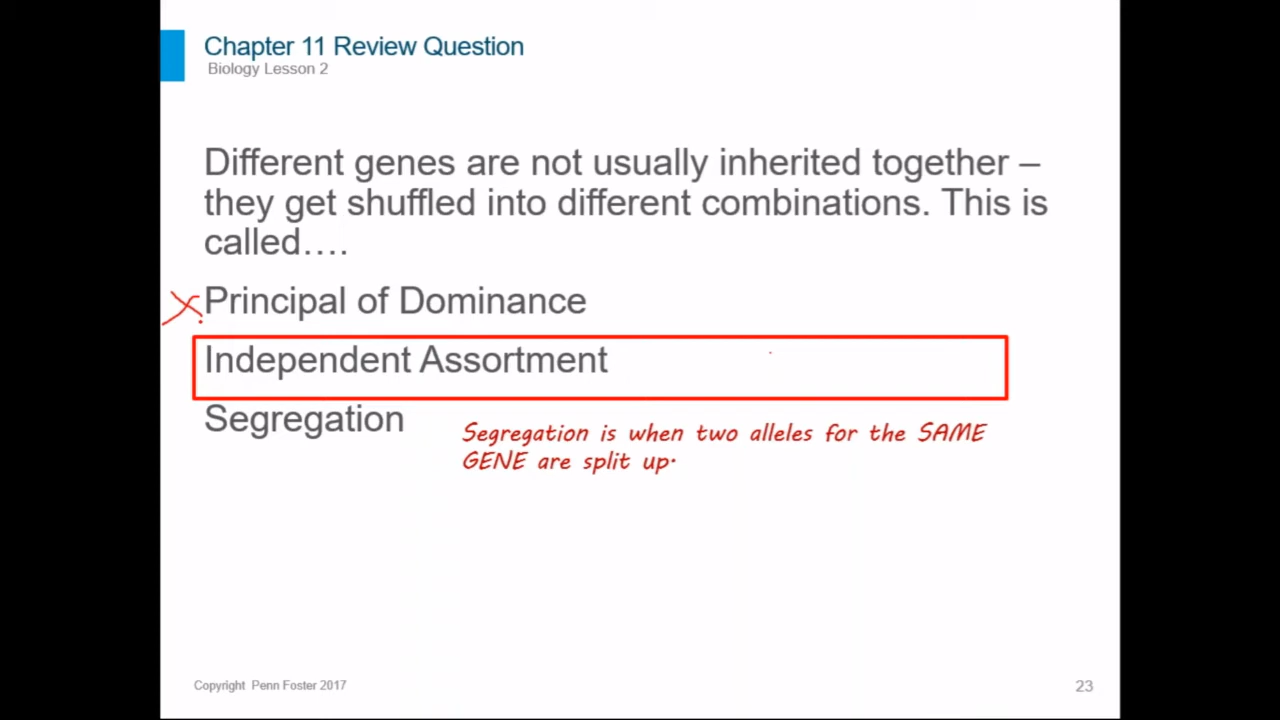 Chapter 11 Review Question
Biology Lesson 2
Different genes are not usually inherited together –
they get shuffled into different combinations. This is
called….
Principal of Dominance
Independent Assortment
Segregation
Segregation is when two alleles for the SAME
GENE are split up.
Copyright Penn Foster 2017
23